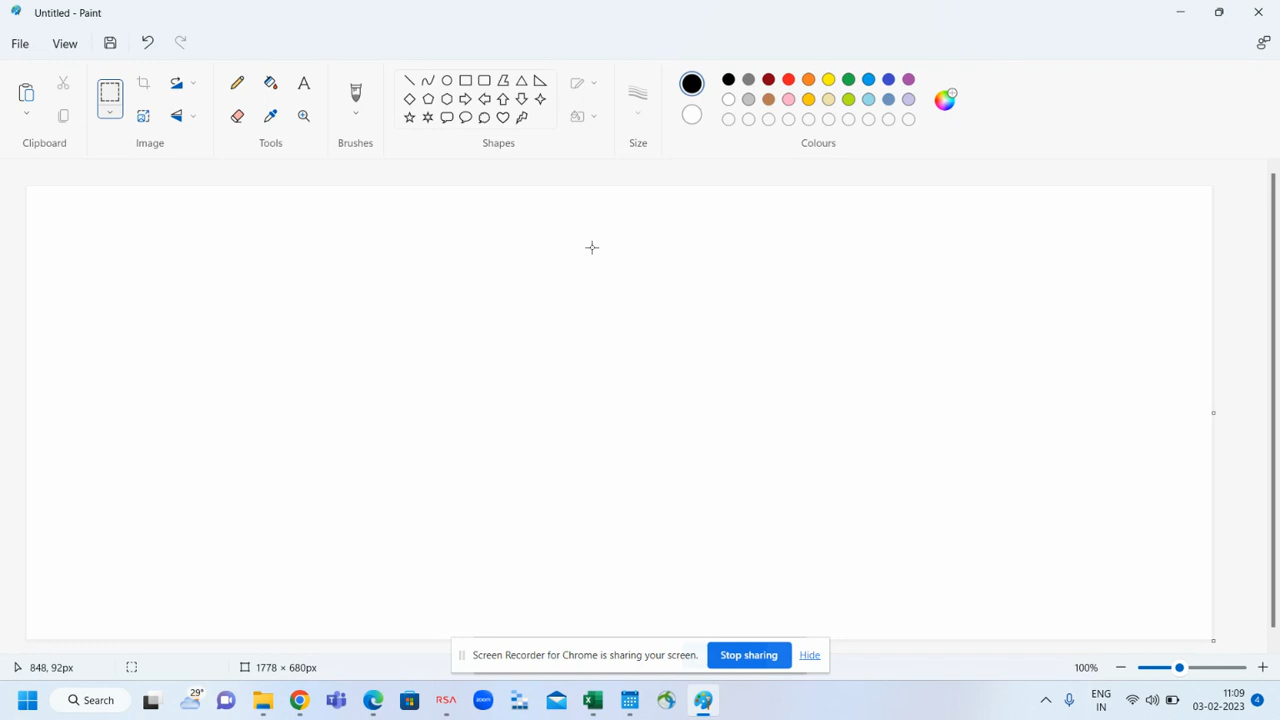 Untitled - Paint
File View
A
Clipboard Image Tools Brushes Shapes Size Colours
Screen Recorder for Chrome is sharing your screen. Stop sharing Hide
848, 92px 1778 × 680px 100%
Search 29° RSA zoom ENG IN 11:09 03-02-2023 4